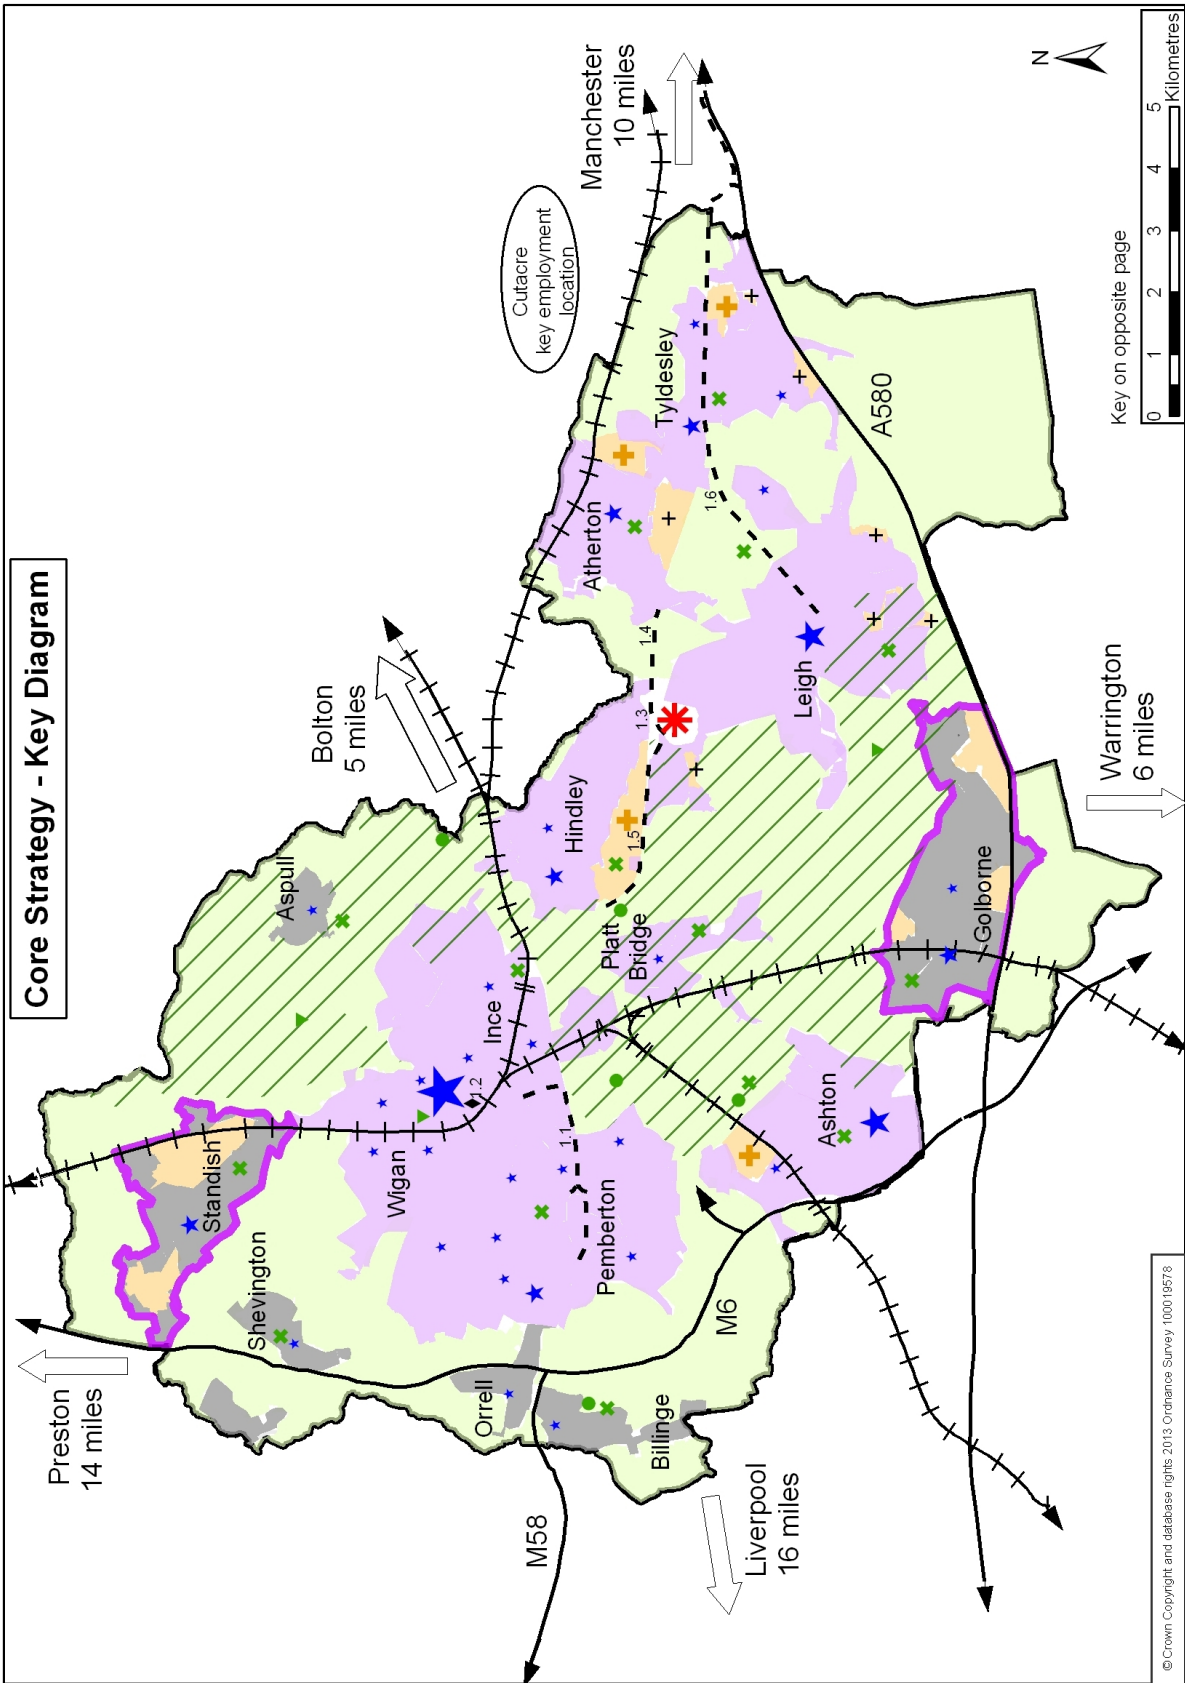 Core Strategy - Key Diagram
Preston
14 miles
Bolton
5 miles
Manchester
10 miles
Cutacre
key employment
location
Standish
Shevington
Aspull
Wigan
Ince
1.2
Hindley
Atherton
Tyldesley
Orrell
M58
Pemberton
1.1
Platt
Bridge
1.5
1.3
1.4
1.6
Billinge
M6
Ashton
Leigh
A580
Golborne
Liverpool
16 miles
Warrington
6 miles
N
Key on opposite page
0 1 2 3 4 5
Kilometres
© Crown Copyright and database rights 2013 Ordnance Survey 100019578